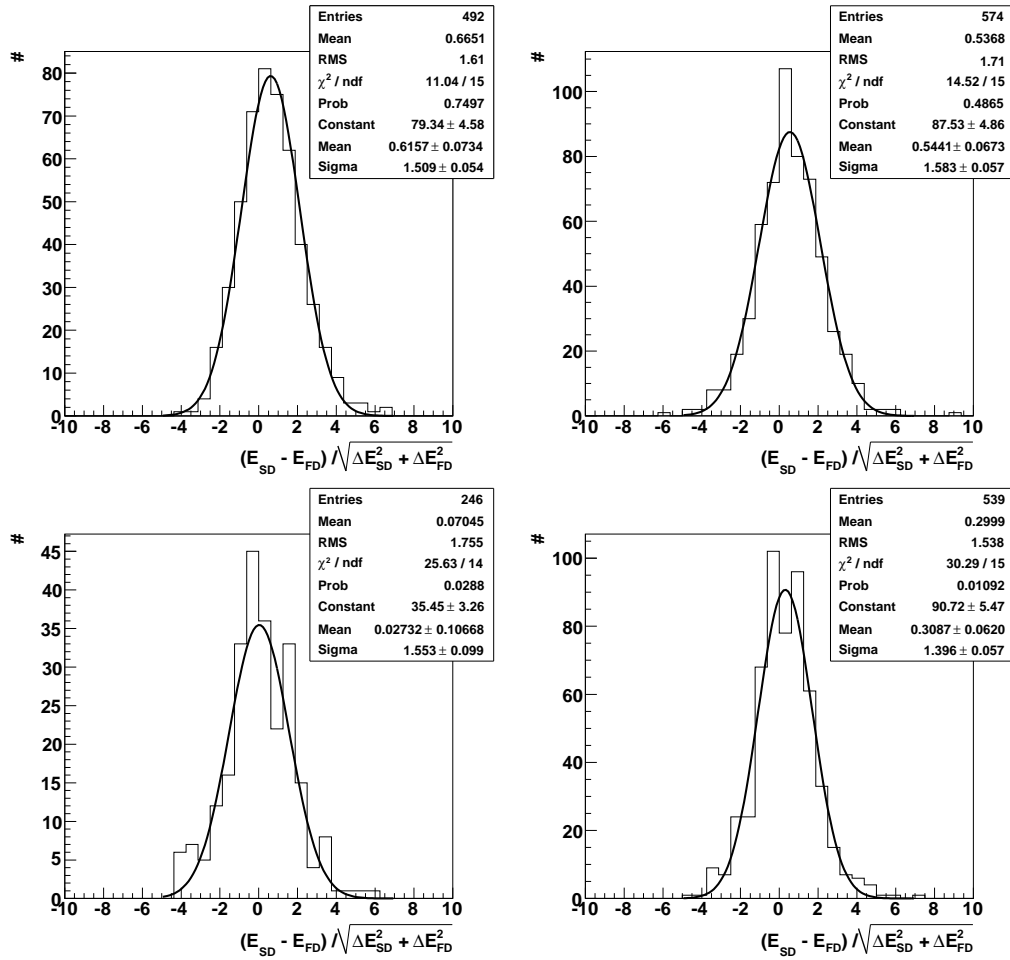 Entries 492
Mean 0.6651
RMS 1.61
χ² / ndf 11.04 / 15
Prob 0.7497
Constant 79.34 ± 4.58
Mean 0.6157 ± 0.0734
Sigma 1.509 ± 0.054
#
80
70
60
50
40
30
20
10
0
-10 -8 -6 -4 -2 0 2 4 6 8 10
(E_SD - E_FD) / √ΔE²_SD + ΔE²_FD
Entries 574
Mean 0.5368
RMS 1.71
χ² / ndf 14.52 / 15
Prob 0.4865
Constant 87.53 ± 4.86
Mean 0.5441 ± 0.0673
Sigma 1.583 ± 0.057
#
100
80
60
40
20
0
-10 -8 -6 -4 -2 0 2 4 6 8 10
(E_SD - E_FD) / √ΔE²_SD + ΔE²_FD
Entries 246
Mean 0.07045
RMS 1.755
χ² / ndf 25.63 / 14
Prob 0.0288
Constant 35.45 ± 3.26
Mean 0.02732 ± 0.10668
Sigma 1.553 ± 0.099
#
45
40
35
30
25
20
15
10
5
0
-10 -8 -6 -4 -2 0 2 4 6 8 10
(E_SD - E_FD) / √ΔE²_SD + ΔE²_FD
Entries 539
Mean 0.2999
RMS 1.538
χ² / ndf 30.29 / 15
Prob 0.01092
Constant 90.72 ± 5.47
Mean 0.3087 ± 0.0620
Sigma 1.396 ± 0.057
#
100
80
60
40
20
0
-10 -8 -6 -4 -2 0 2 4 6 8 10
(E_SD - E_FD) / √ΔE²_SD + ΔE²_FD